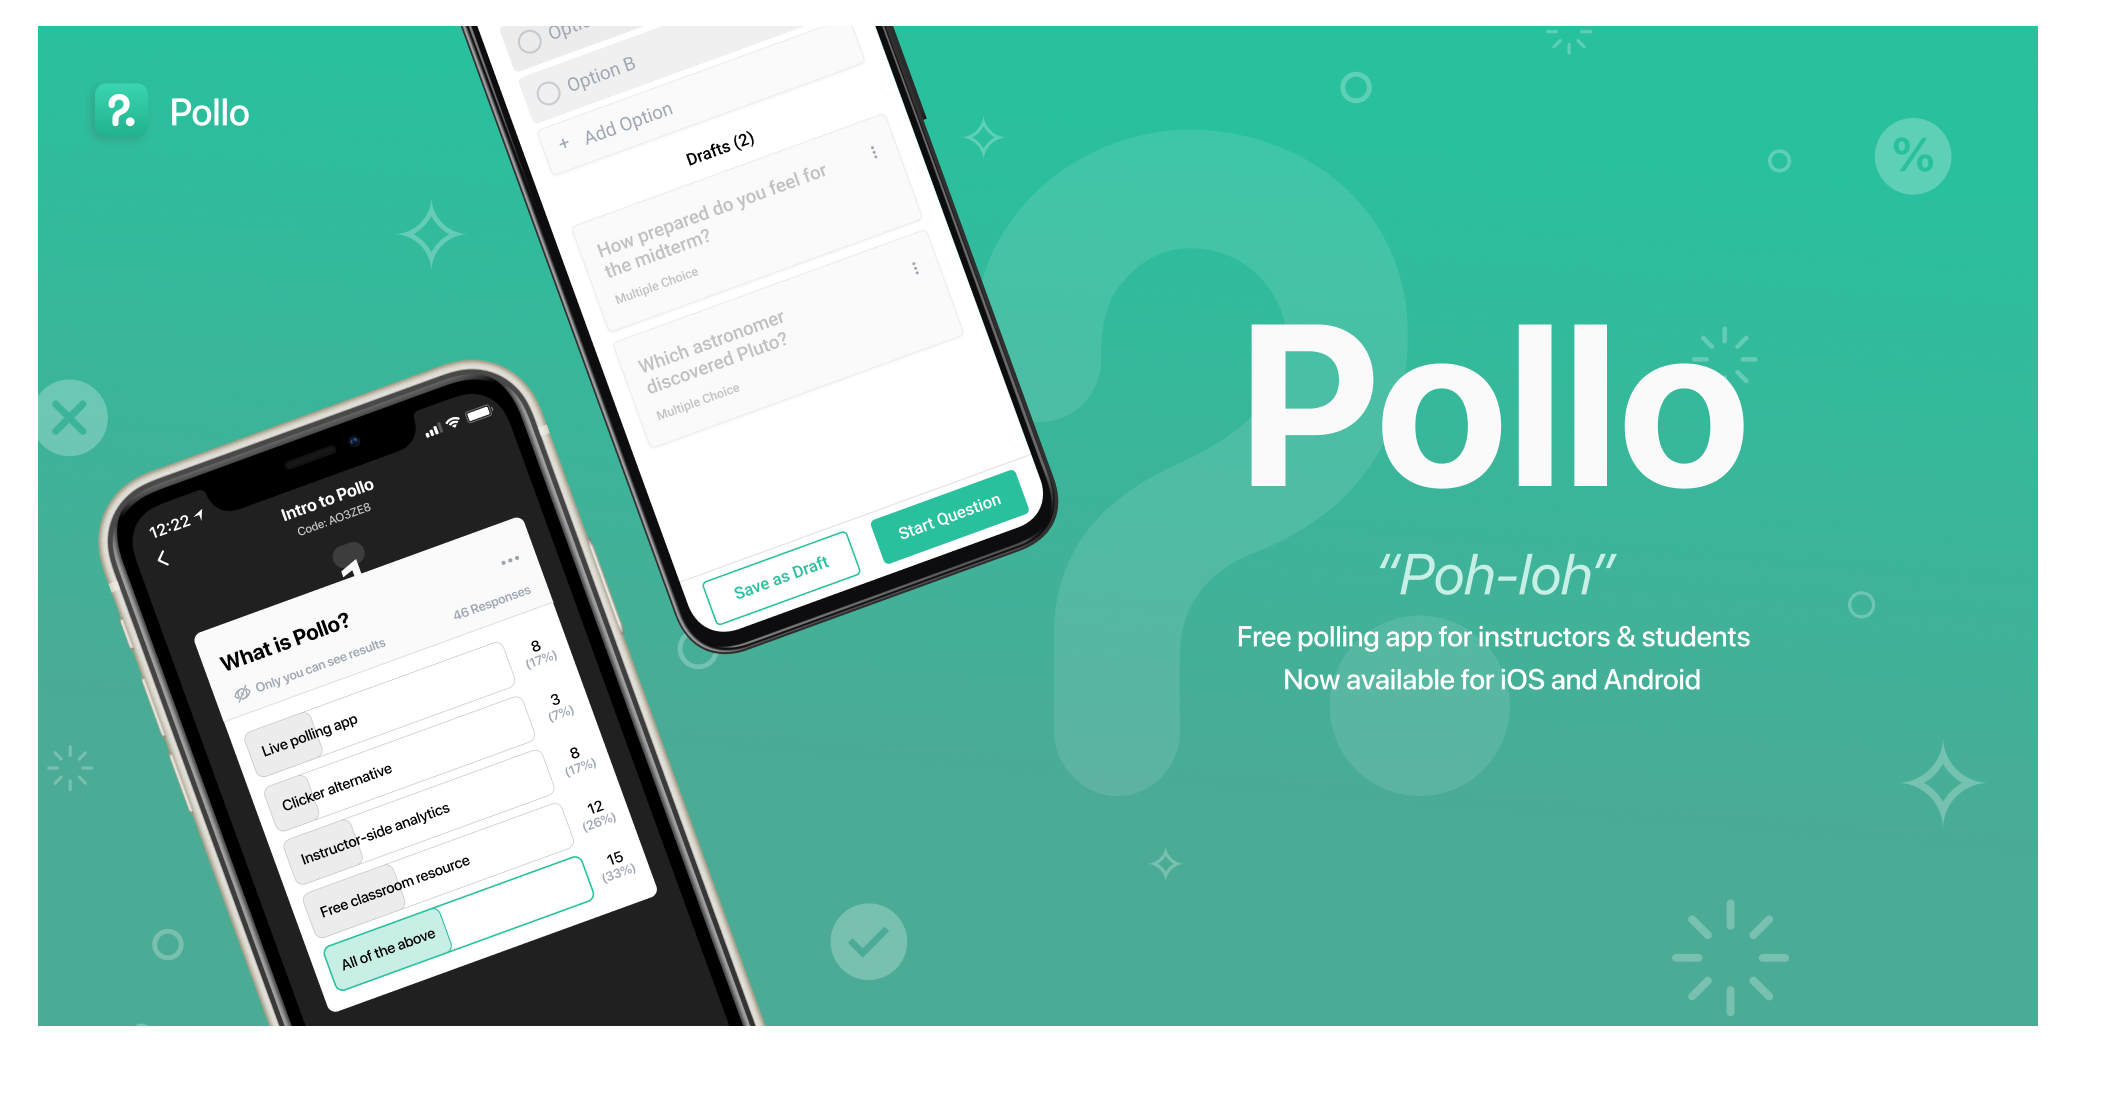 Pollo
Option B
+ Add Option
Drafts (2)
How prepared do you feel for
the midterm?
Multiple Choice
Which astronomer
discovered Pluto?
Multiple Choice
Save as Draft
Start Question
12:22
Intro to Pollo
Code: AO3ZE8
1
What is Pollo?
Only you can see results
46 Responses
Live polling app
8
(17%)
Clicker alternative
3
(7%)
Instructor-side analytics
8
(17%)
Free classroom resource
12
(26%)
All of the above
15
(33%)
%
Pollo
“Poh-loh”
Free polling app for instructors & students
Now available for iOS and Android